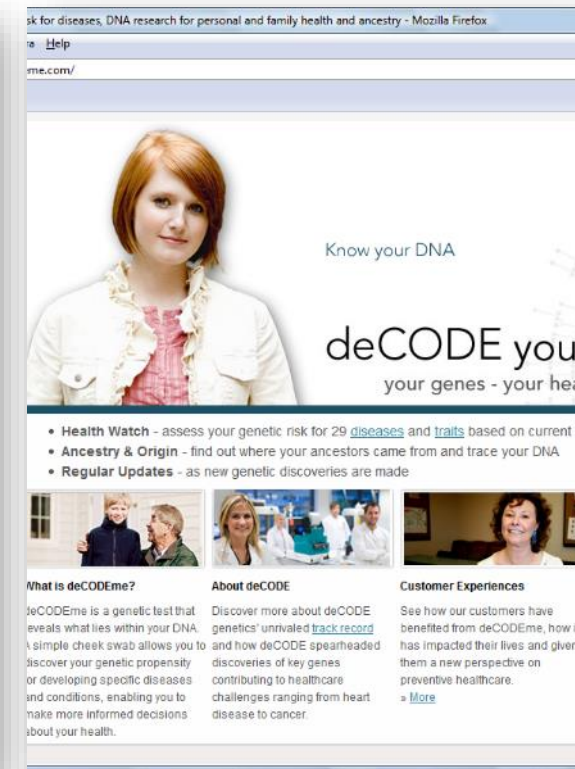 sk for diseases, DNA research for personal and family health and ancestry - Mozilla Firefox
Help
me.com/
Know your DNA
deCODE you
your genes - your hea
• Health Watch - assess your genetic risk for 29 diseases and traits based on current
• Ancestry & Origin - find out where your ancestors came from and trace your DNA
• Regular Updates - as new genetic discoveries are made
What is deCODEme?
deCODEme is a genetic test that
reveals what lies within your DNA.
A simple cheek swab allows you to
discover your genetic propensity
for developing specific diseases
and conditions, enabling you to
make more informed decisions
about your health.
About deCODE
Discover more about deCODE
genetics' unrivaled track record
and how deCODE spearheaded
discoveries of key genes
contributing to healthcare
challenges ranging from heart
disease to cancer.
Customer Experiences
See how our customers have
benefited from deCODEme, how i
has impacted their lives and given
them a new perspective on
preventive healthcare.
» More